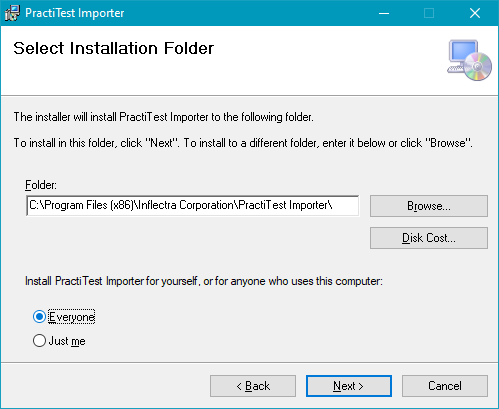 PractiTest Importer
Select Installation Folder
The installer will install PractiTest Importer to the following folder.
To install in this folder, click "Next". To install to a different folder, enter it below or click "Browse".
Folder:
C:\Program Files (x86)\Inflectra Corporation\PractiTest Importer\
Browse...
Disk Cost...
Install PractiTest Importer for yourself, or for anyone who uses this computer:
Everyone
Just me
< Back
Next >
Cancel